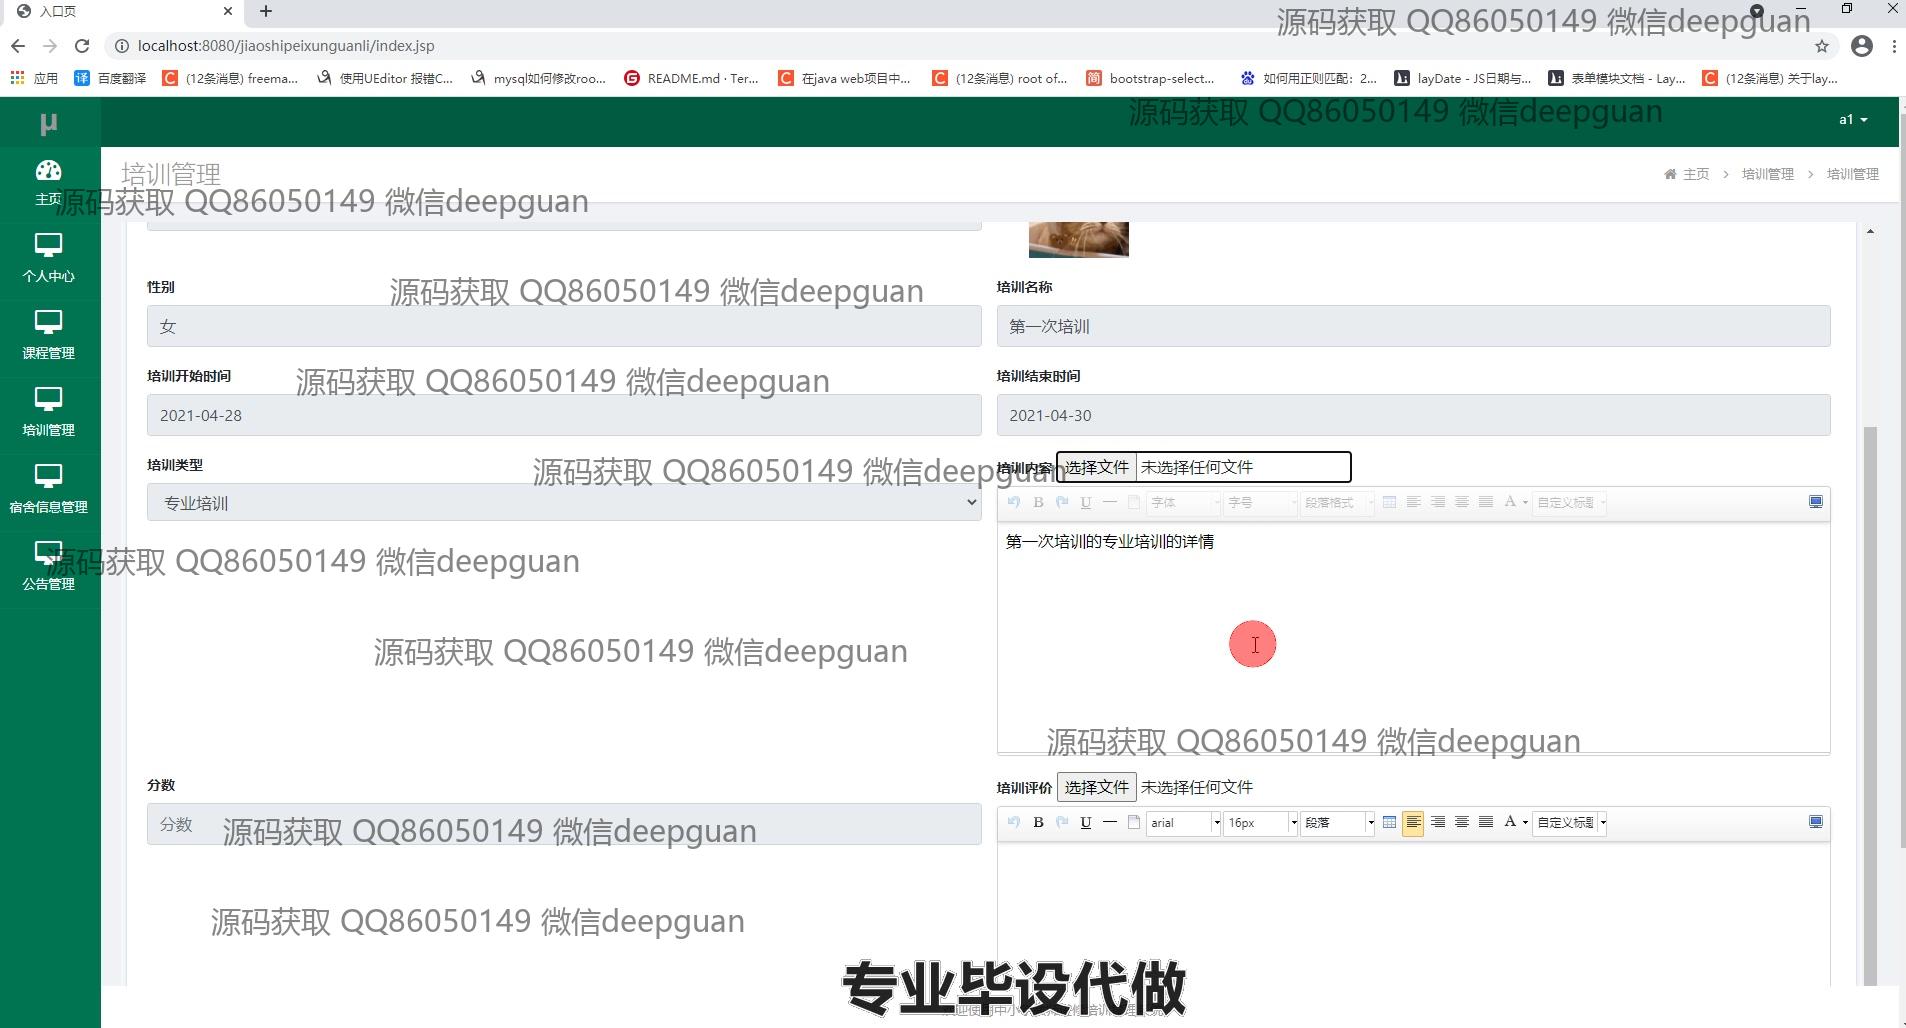 入口页
localhost:8080/jiaoshipeixunguanli/index.jsp
源码获取 QQ86050149 微信deepguan
应用 百度翻译 (12条消息) freema... 使用UEditor 报错C... mysql如何修改roo... README.md · Ter... 在java web项目中... (12条消息) root of... bootstrap-select... 如何用正则匹配：2... layDate - JS日期与... 表单模块文档 - Lay... (12条消息) 关于lay...
源码获取 QQ86050149 微信deepguan
μ
a1
培训管理
主页 > 培训管理 > 培训管理
主页
源码获取 QQ86050149 微信deepguan
个人中心
课程管理
培训管理
宿舍信息管理
公告管理
性别
源码获取 QQ86050149 微信deepguan
培训名称
女
第一次培训
培训开始时间
源码获取 QQ86050149 微信deepguan
培训结束时间
2021-04-28
2021-04-30
培训类型
源码获取 QQ86050149 微信deepguan
培训内容 选择文件 未选择任何文件
专业培训
B U 字体 字号 段落格式 A 自定义标题
第一次培训的专业培训的详情
源码获取 QQ86050149 微信deepguan
源码获取 QQ86050149 微信deepguan
源码获取 QQ86050149 微信deepguan
分数
培训评价 选择文件 未选择任何文件
分数
源码获取 QQ86050149 微信deepguan
B U arial 16px 段落 A 自定义标题
源码获取 QQ86050149 微信deepguan
专业毕设代做